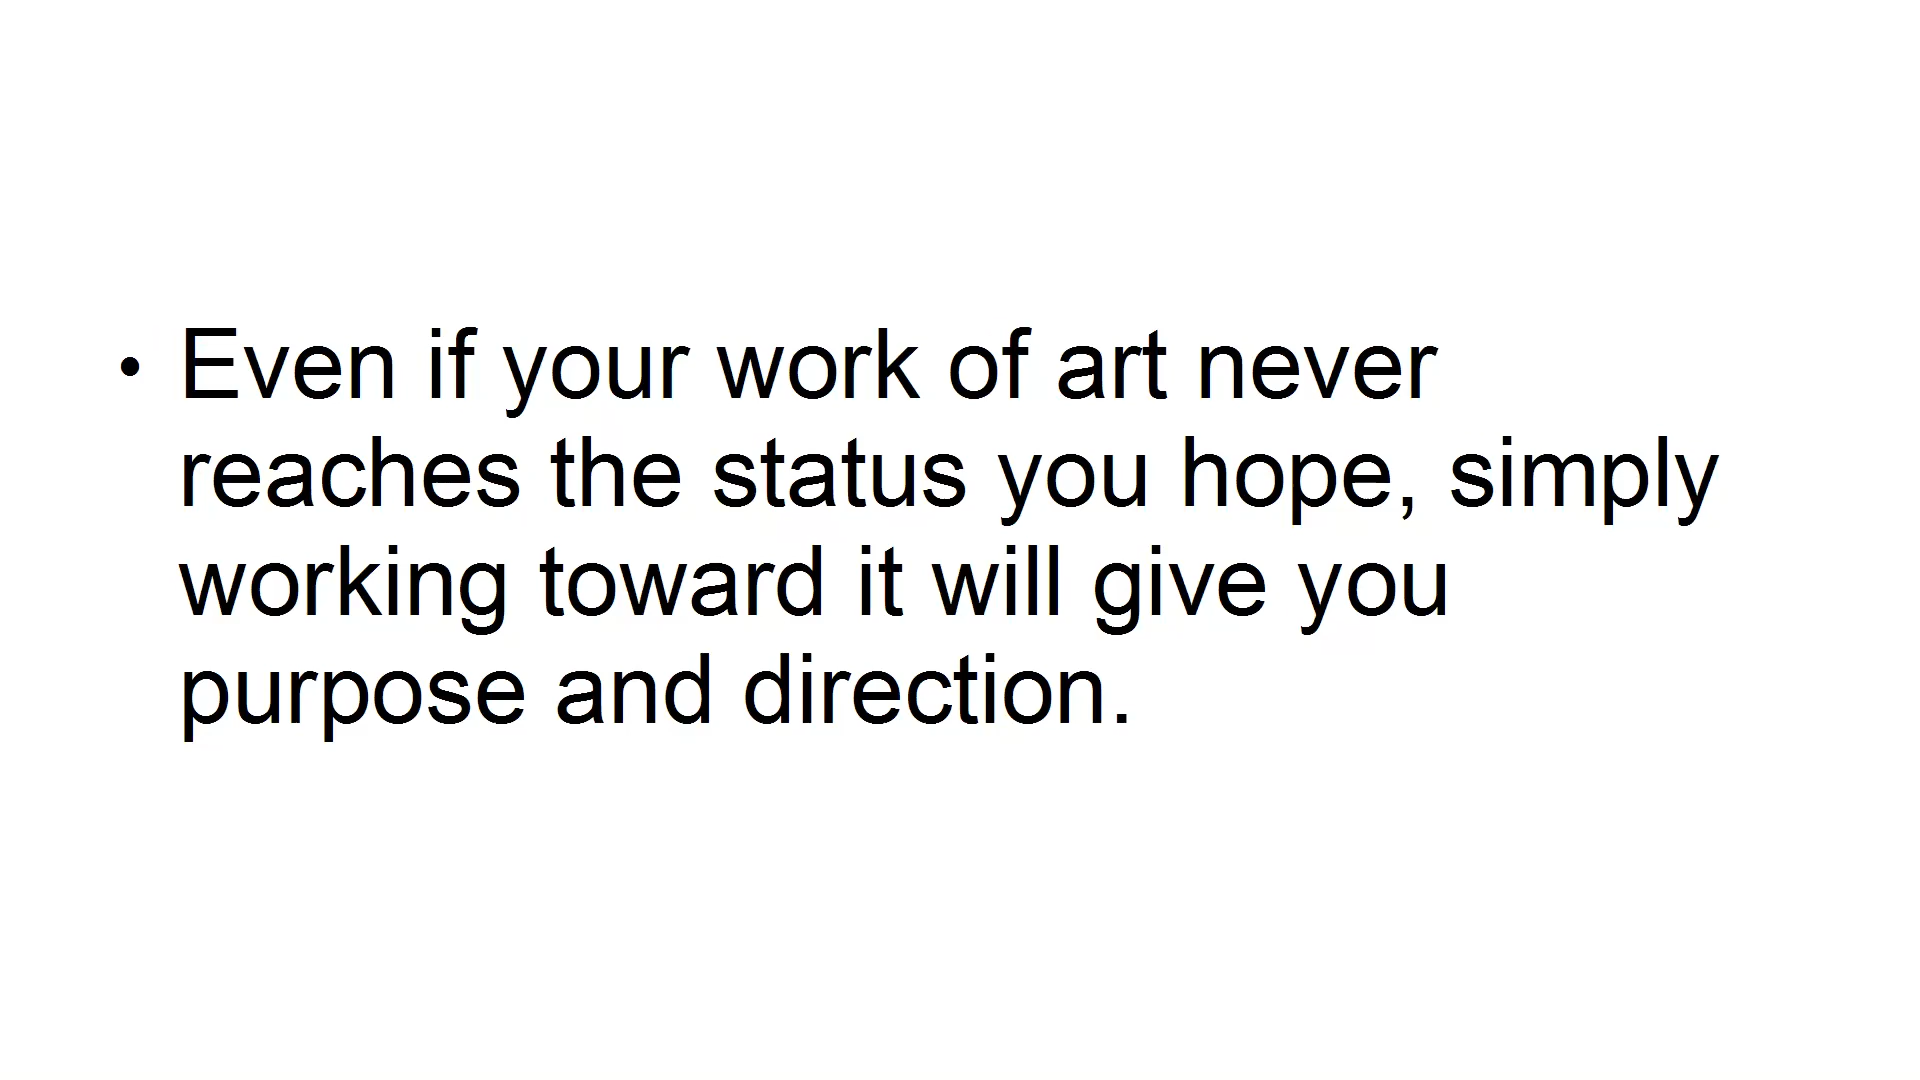 • Even if your work of art never
reaches the status you hope, simply
working toward it will give you
purpose and direction.